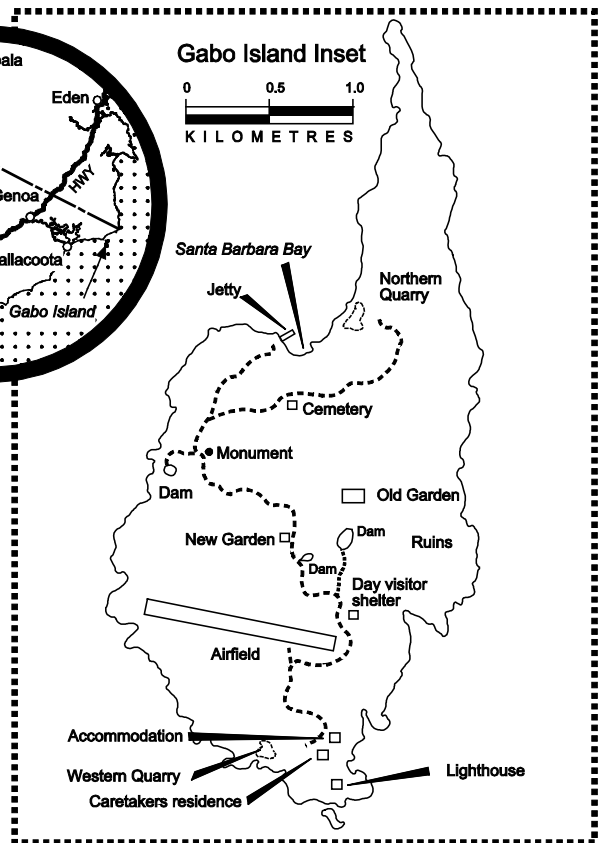 Gabo Island Inset
0 0.5 1.0
KILOMETRES
Eden
HWY
Gabo Island
Santa Barbara Bay
Jetty
Northern
Quarry
Cemetery
Monument
Dam
Old Garden
New Garden
Dam
Ruins
Dam
Day visitor
shelter
Airfield
Accommodation
Western Quarry
Caretakers residence
Lighthouse